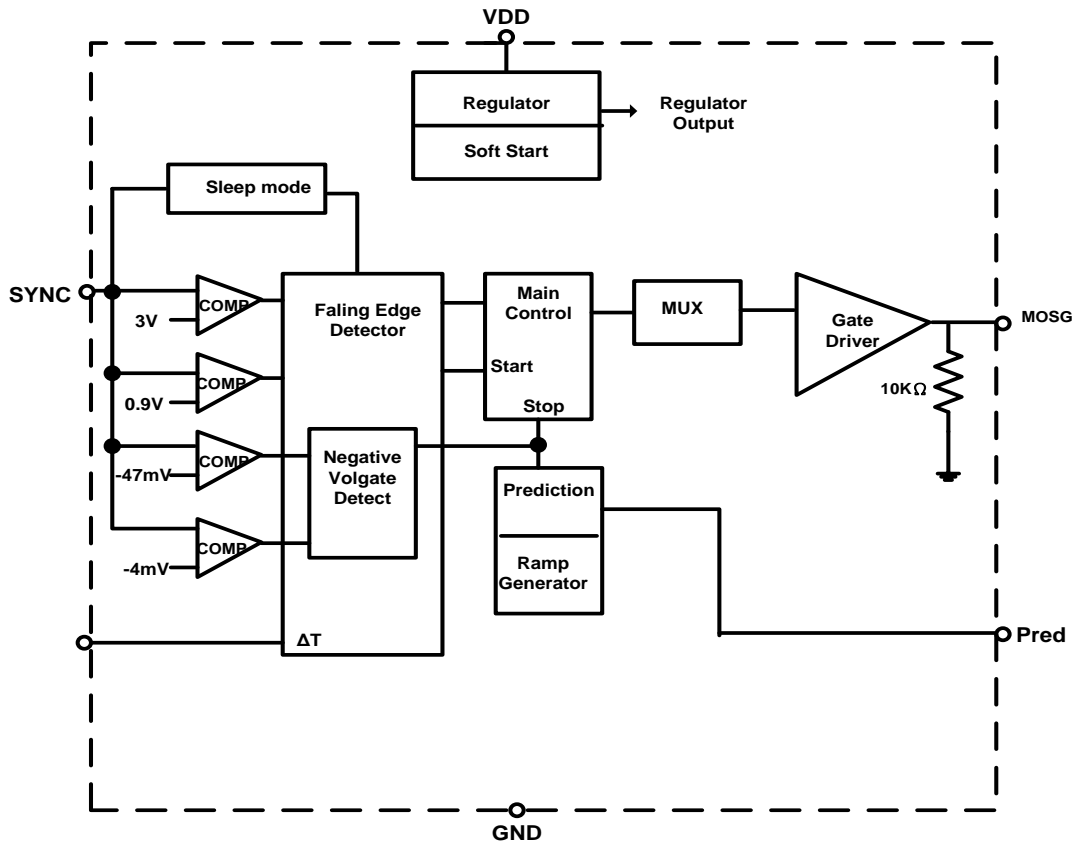 VDD
Regulator
Soft Start
Regulator
Output
Sleep mode
SYNC
COMP
3V
COMP
0.9V
COMP
-47mV
COMP
-4mV
Faling Edge
Detector
Negative
Volgate
Detect
ΔT
Main
Control
Start
Stop
Prediction
Ramp
Generator
MUX
Gate
Driver
MOSG
10KΩ
Pred
GND